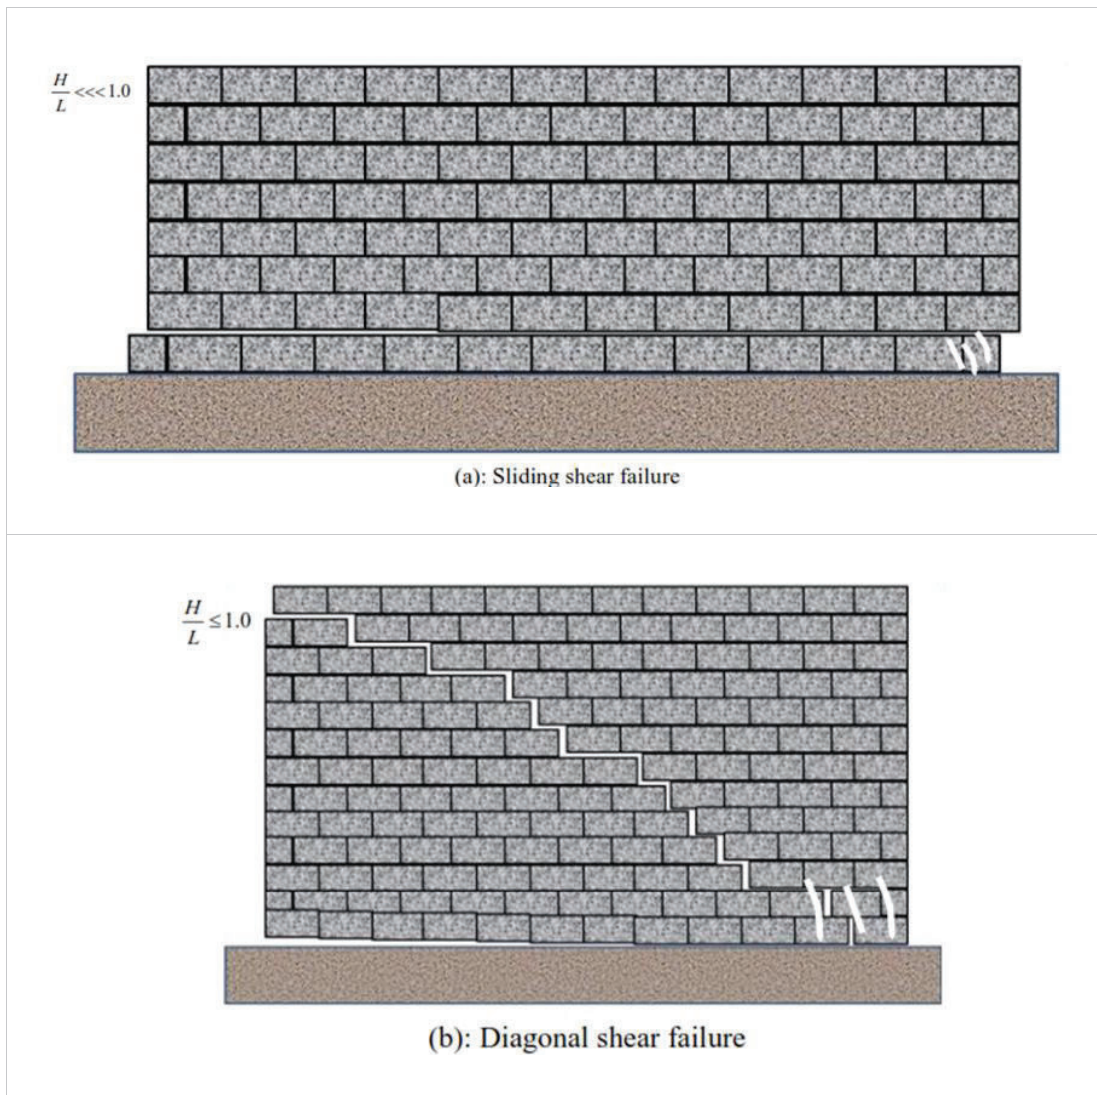 H/L <<<1.0
(a): Sliding shear failure
H/L ≤1.0
(b): Diagonal shear failure